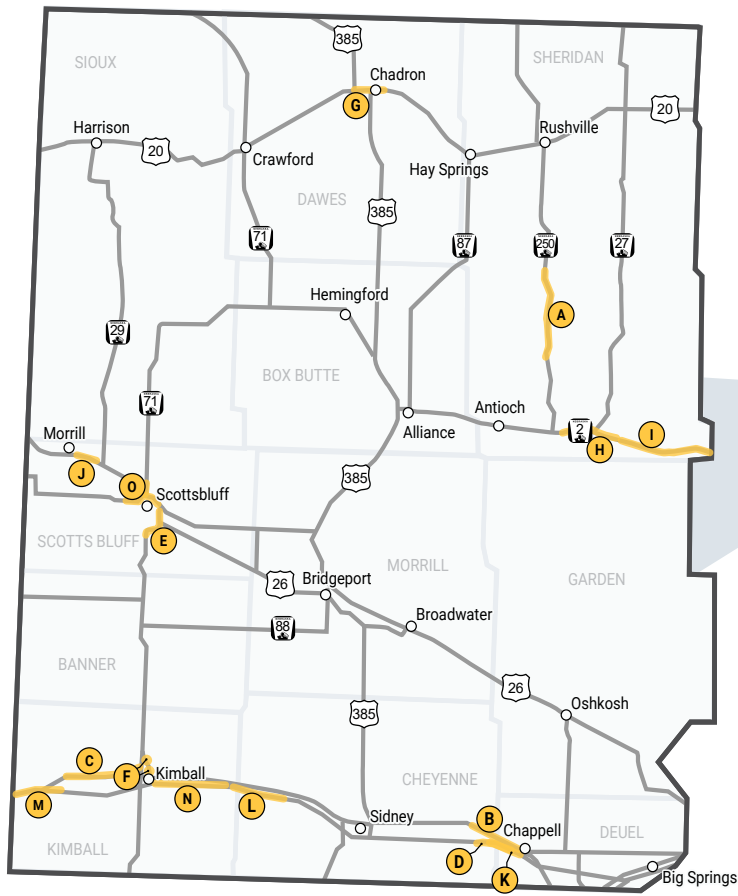 385
SIOUX
SHERIDAN
Chadron
G
20
Harrison
20
Crawford
Rushville
Hay Springs
DAWES
385
71
87
250
27
Hemingford
A
29
BOX BUTTE
71
Antioch
Alliance
2
I
H
Morrill
J
O
Scottsbluff
385
E
SCOTTS BLUFF
MORRILL
26
Bridgeport
GARDEN
Broadwater
88
BANNER
26
Oshkosh
385
C
F
Kimball
CHEYENNE
M
N
L
Sidney
B
Chappell
DEUEL
KIMBALL
D
K
Big Springs